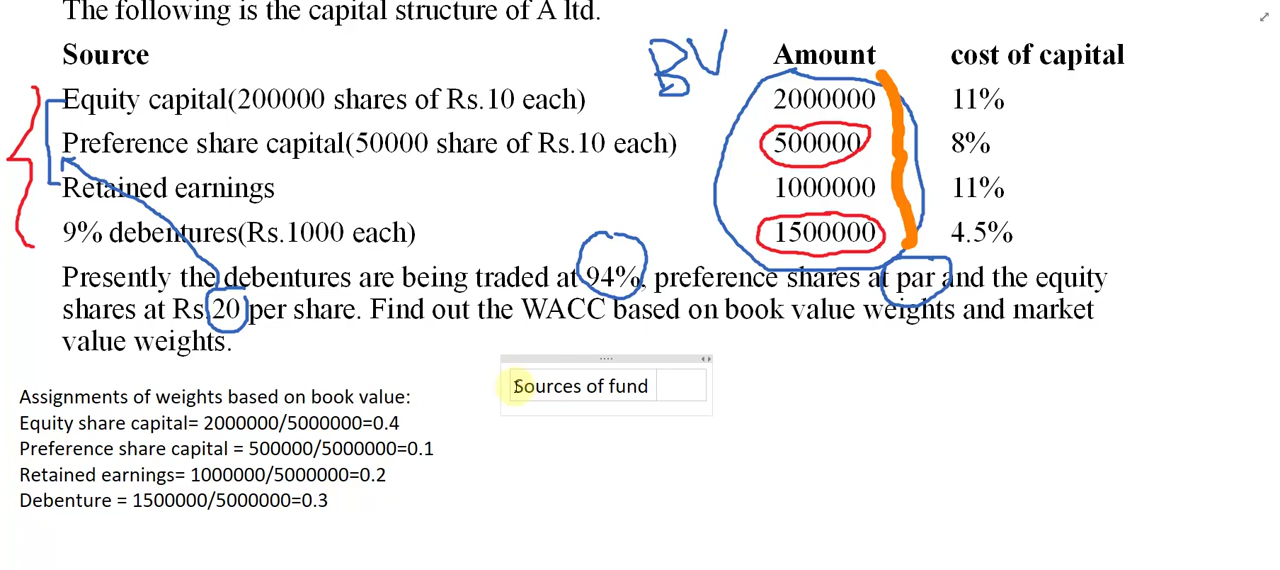 The following is the capital structure of A ltd.
Source BV Amount cost of capital
Equity capital(200000 shares of Rs.10 each) 2000000 11%
Preference share capital(50000 share of Rs.10 each) 500000 8%
Retained earnings 1000000 11%
9% debentures(Rs.1000 each) 1500000 4.5%
Presently the debentures are being traded at 94%, preference shares at par and the equity
shares at Rs.20 per share. Find out the WACC based on book value weights and market
value weights.
Sources of fund
Assignments of weights based on book value:
Equity share capital= 2000000/5000000=0.4
Preference share capital = 500000/5000000=0.1
Retained earnings= 1000000/5000000=0.2
Debenture = 1500000/5000000=0.3